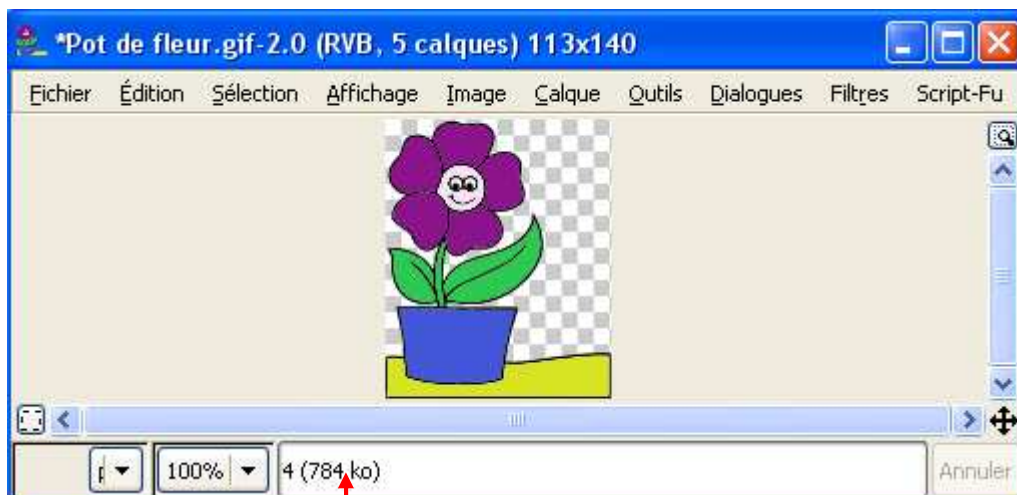 *Pot de fleur.gif-2.0 (RVB, 5 calques) 113x140
Fichier Édition Sélection Affichage Image Calque Outils Dialogues Filtres Script-Fu
100% 4 (784 ko) Annuler